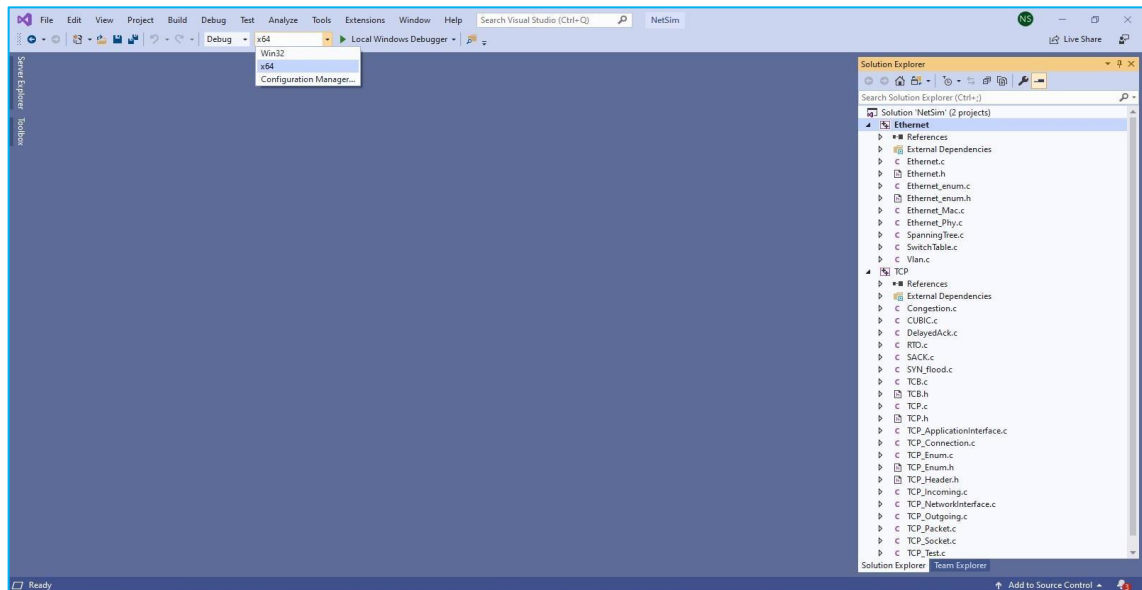 File Edit View Project Build Debug Test Analyze Tools Extensions Window Help Search Visual Studio (Ctrl+Q) NetSim NS
Debug x64 Local Windows Debugger Live Share
Win32
x64
Configuration Manager...
Server Explorer
Toolbox
Solution Explorer
Search Solution Explorer (Ctrl+;)
Solution 'NetSim' (2 projects)
Ethernet
References
External Dependencies
Ethernet.c
Ethernet.h
Ethernet_enum.c
Ethernet_enum.h
Ethernet_Mac.c
Ethernet_Phy.c
SpanningTree.c
SwitchTable.c
Vlan.c
TCP
References
External Dependencies
Congestion.c
CUBIC.c
DelayedAck.c
RTO.c
SACK.c
SYN_flood.c
TCB.c
TCB.h
TCP.c
TCP.h
TCP_ApplicationInterface.c
TCP_Connection.c
TCP_Enum.c
TCP_Enum.h
TCP_Header.h
TCP_Incoming.c
TCP_NetworkInterface.c
TCP_Outgoing.c
TCP_Packet.c
TCP_Socket.c
TCP_Test.c
Solution Explorer Team Explorer
Ready Add to Source Control